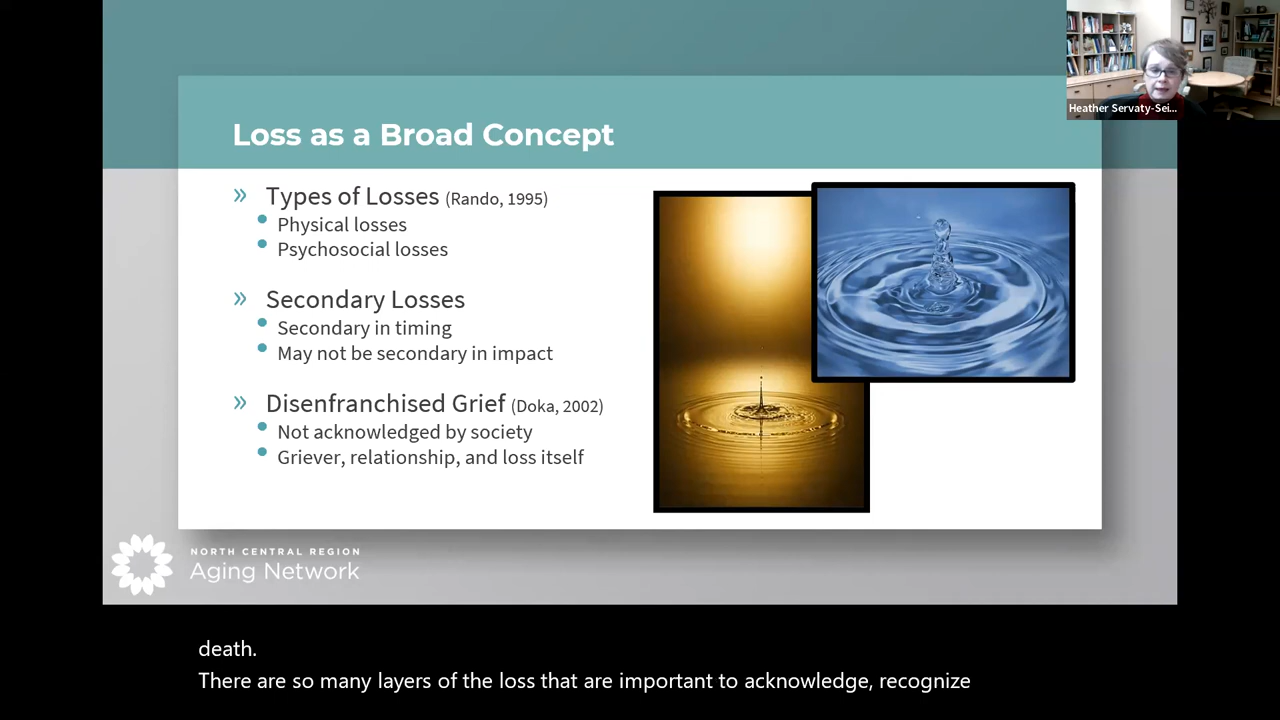 Heather Servaty-Sei...
Loss as a Broad Concept
» Types of Losses (Rando, 1995)
• Physical losses
• Psychosocial losses
» Secondary Losses
• Secondary in timing
• May not be secondary in impact
» Disenfranchised Grief (Doka, 2002)
• Not acknowledged by society
• Griever, relationship, and loss itself
NORTH CENTRAL REGION
Aging Network
death.
There are so many layers of the loss that are important to acknowledge, recognize